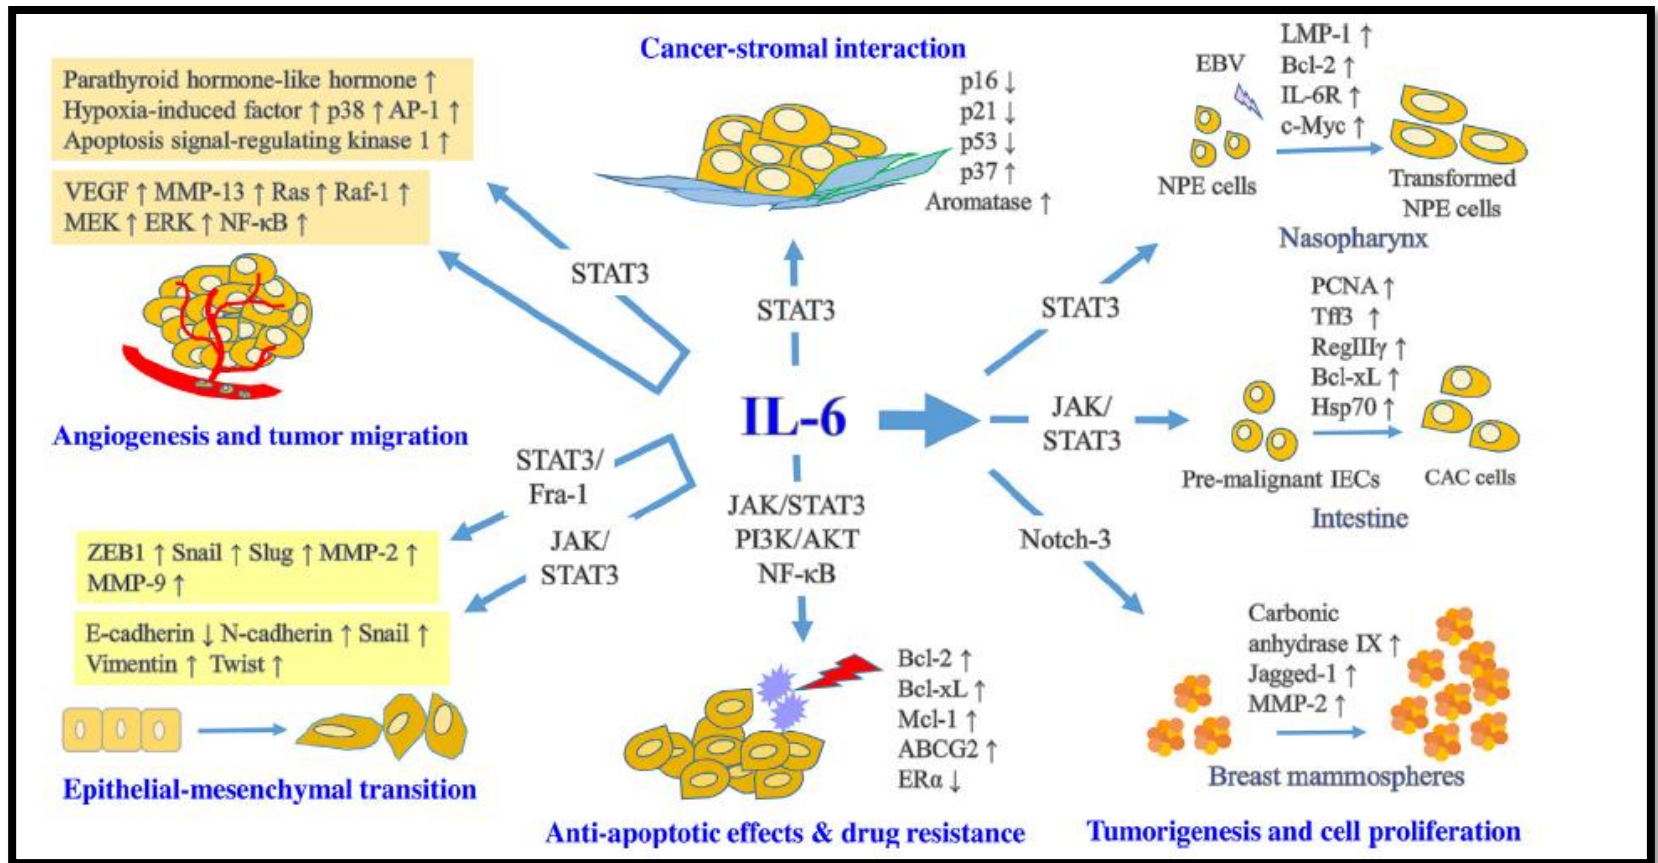 Cancer-stromal interaction
p16 ↓
p21 ↓
p53 ↓
p37 ↑
Aromatase ↑
Parathyroid hormone-like hormone ↑
Hypoxia-induced factor ↑ p38 ↑ AP-1 ↑
Apoptosis signal-regulating kinase 1 ↑
VEGF ↑ MMP-13 ↑ Ras ↑ Raf-1 ↑
MEK ↑ ERK ↑ NF-κB ↑
STAT3
Angiogenesis and tumor migration
STAT3
IL-6
EBV
LMP-1 ↑
Bcl-2 ↑
IL-6R ↑
c-Myc ↑
NPE cells
Transformed
NPE cells
Nasopharynx
STAT3
PCNA ↑
Tff3 ↑
RegIIIγ ↑
Bcl-xL ↑
Hsp70 ↑
JAK/
STAT3
Pre-malignant IECs
CAC cells
Intestine
Notch-3
Carbonic
anhydrase IX ↑
Jagged-1 ↑
MMP-2 ↑
Breast mammospheres
Tumorigenesis and cell proliferation
STAT3/
Fra-1
JAK/
STAT3
ZEB1 ↑ Snail ↑ Slug ↑ MMP-2 ↑
MMP-9 ↑
E-cadherin ↓ N-cadherin ↑ Snail ↑
Vimentin ↑ Twist ↑
Epithelial-mesenchymal transition
JAK/STAT3
PI3K/AKT
NF-κB
Bcl-2 ↑
Bcl-xL ↑
Mcl-1 ↑
ABCG2 ↑
ERα ↓
Anti-apoptotic effects & drug resistance